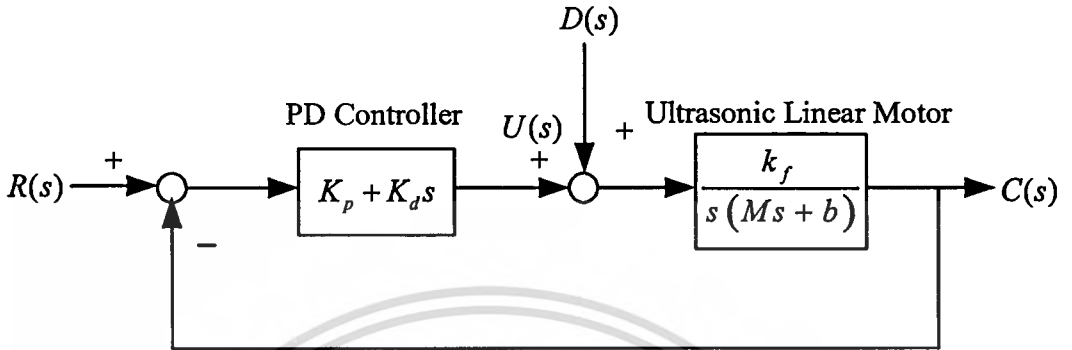 D(s)
PD Controller
U(s)
+
Ultrasonic Linear Motor
R(s)
+
K_p + K_d s
+
k_f
s(Ms + b)
C(s)
−